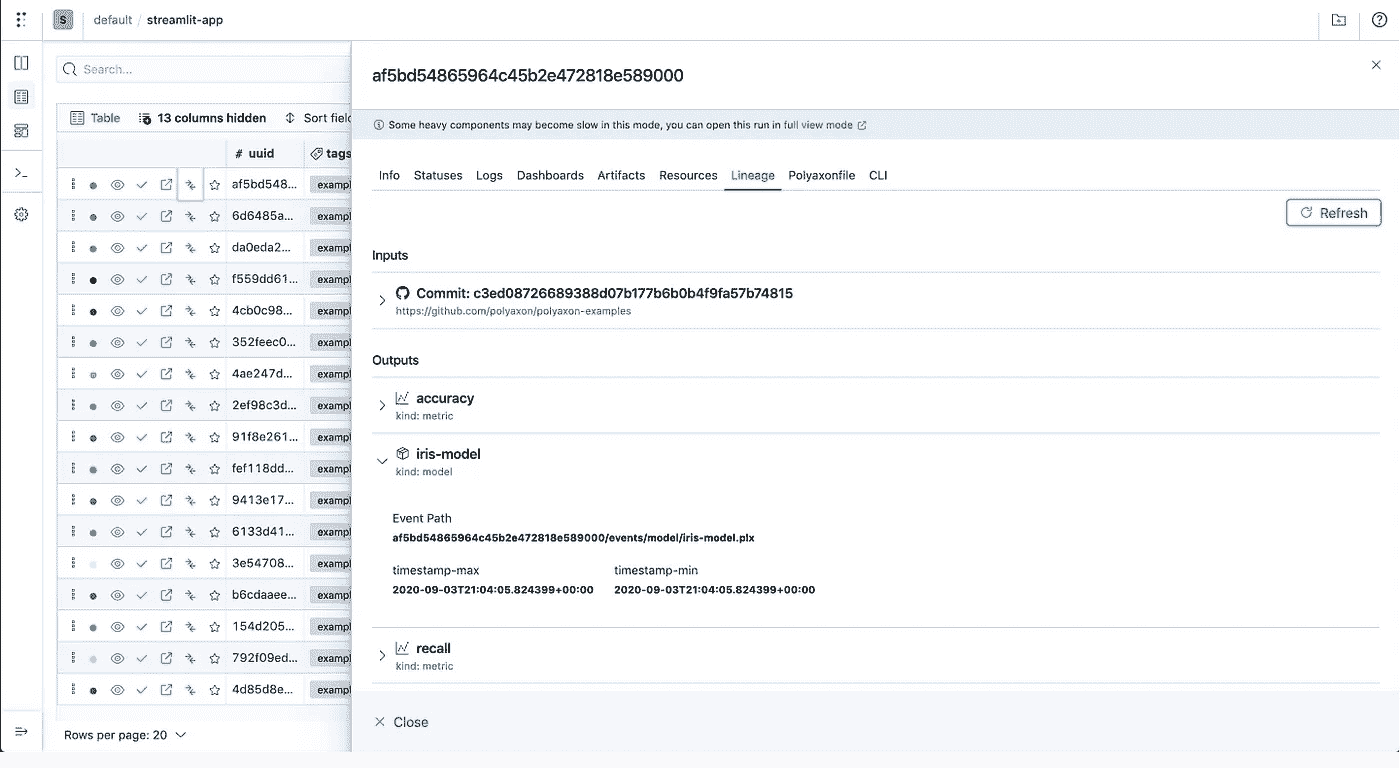 S default / streamlit-app
Search...
Table 13 columns hidden Sort field
# uuid tags
af5bd548... exampl
6d6485a... exampl
da0eda2... exampl
f559dd61... exampl
4cb0c98... exampl
352feec0... exampl
4ae247d... exampl
2ef98c3d... exampl
91f8e261... exampl
fef118dd... exampl
9413e17... exampl
6133d41... exampl
3e54708... exampl
b6cdaaee... exampl
154d205... exampl
792f09ed... exampl
4d85d8e... exampl
Rows per page: 20
af5bd54865964c45b2e472818e589000
Some heavy components may become slow in this mode, you can open this run in full view mode
Info Statuses Logs Dashboards Artifacts Resources Lineage Polyaxonfile CLI
Refresh
Inputs
Commit: c3ed08726689388d07b177b6b0b4f9fa57b74815
https://github.com/polyaxon/polyaxon-examples
Outputs
accuracy
kind: metric
iris-model
kind: model
Event Path
af5bd54865964c45b2e472818e589000/events/model/iris-model.plx
timestamp-max timestamp-min
2020-09-03T21:04:05.824399+00:00 2020-09-03T21:04:05.824399+00:00
recall
kind: metric
Close